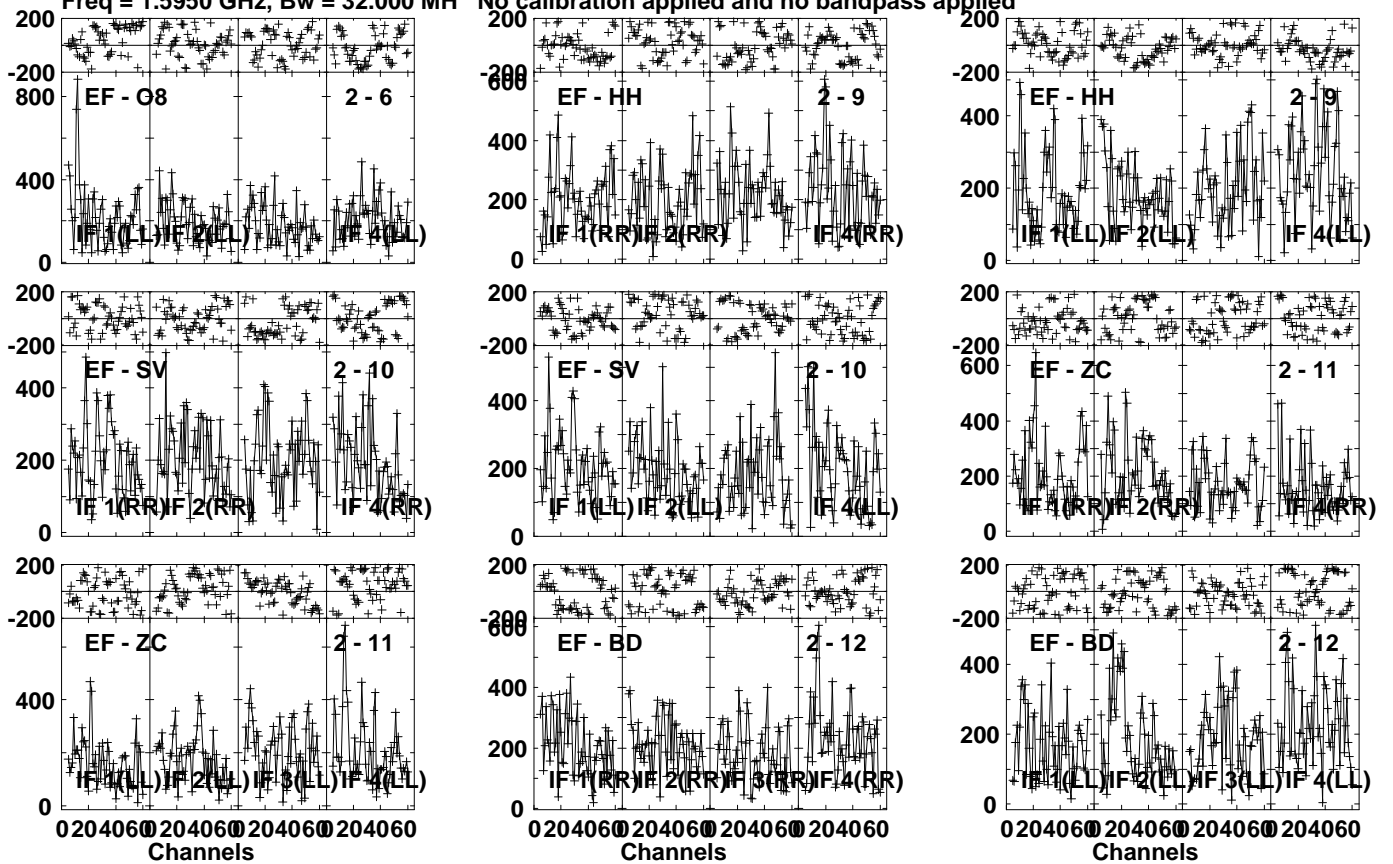 Freq = 1.5950 GHz, Bw = 32.000 MH No calibration applied and no bandpass applied
200
-200
800
400
0
EF - O8
2 - 6
IF 1(LL)
IF 2(LL)
IF 4(LL)
200
-200
600
400
200
0
EF - HH
2 - 9
IF 1(RR)
IF 2(RR)
IF 4(RR)
200
-200
400
200
0
EF - HH
2 - 9
IF 1(LL)
IF 2(LL)
IF 4(LL)
200
-200
400
200
0
EF - SV
2 - 10
IF 1(RR)
IF 2(RR)
IF 4(RR)
200
-200
400
200
0
EF - SV
2 - 10
IF 1(LL)
IF 2(LL)
IF 4(LL)
200
-200
600
400
200
0
EF - ZC
2 - 11
IF 1(RR)
IF 2(RR)
IF 4(RR)
200
-200
400
0
EF - ZC
2 - 11
IF 1(LL)
IF 2(LL)
IF 3(LL)
IF 4(LL)
0 20 40 60 0 20 40 60 0 20 40 60 0 20 40 60
Channels
200
-200
600
400
200
0
EF - BD
2 - 12
IF 1(RR)
IF 2(RR)
IF 3(RR)
IF 4(RR)
0 20 40 60 0 20 40 60 0 20 40 60 0 20 40 60
Channels
200
-200
400
200
0
EF - BD
2 - 12
IF 1(LL)
IF 2(LL)
IF 3(LL)
IF 4(LL)
0 20 40 60 0 20 40 60 0 20 40 60 0 20 40 60
Channels